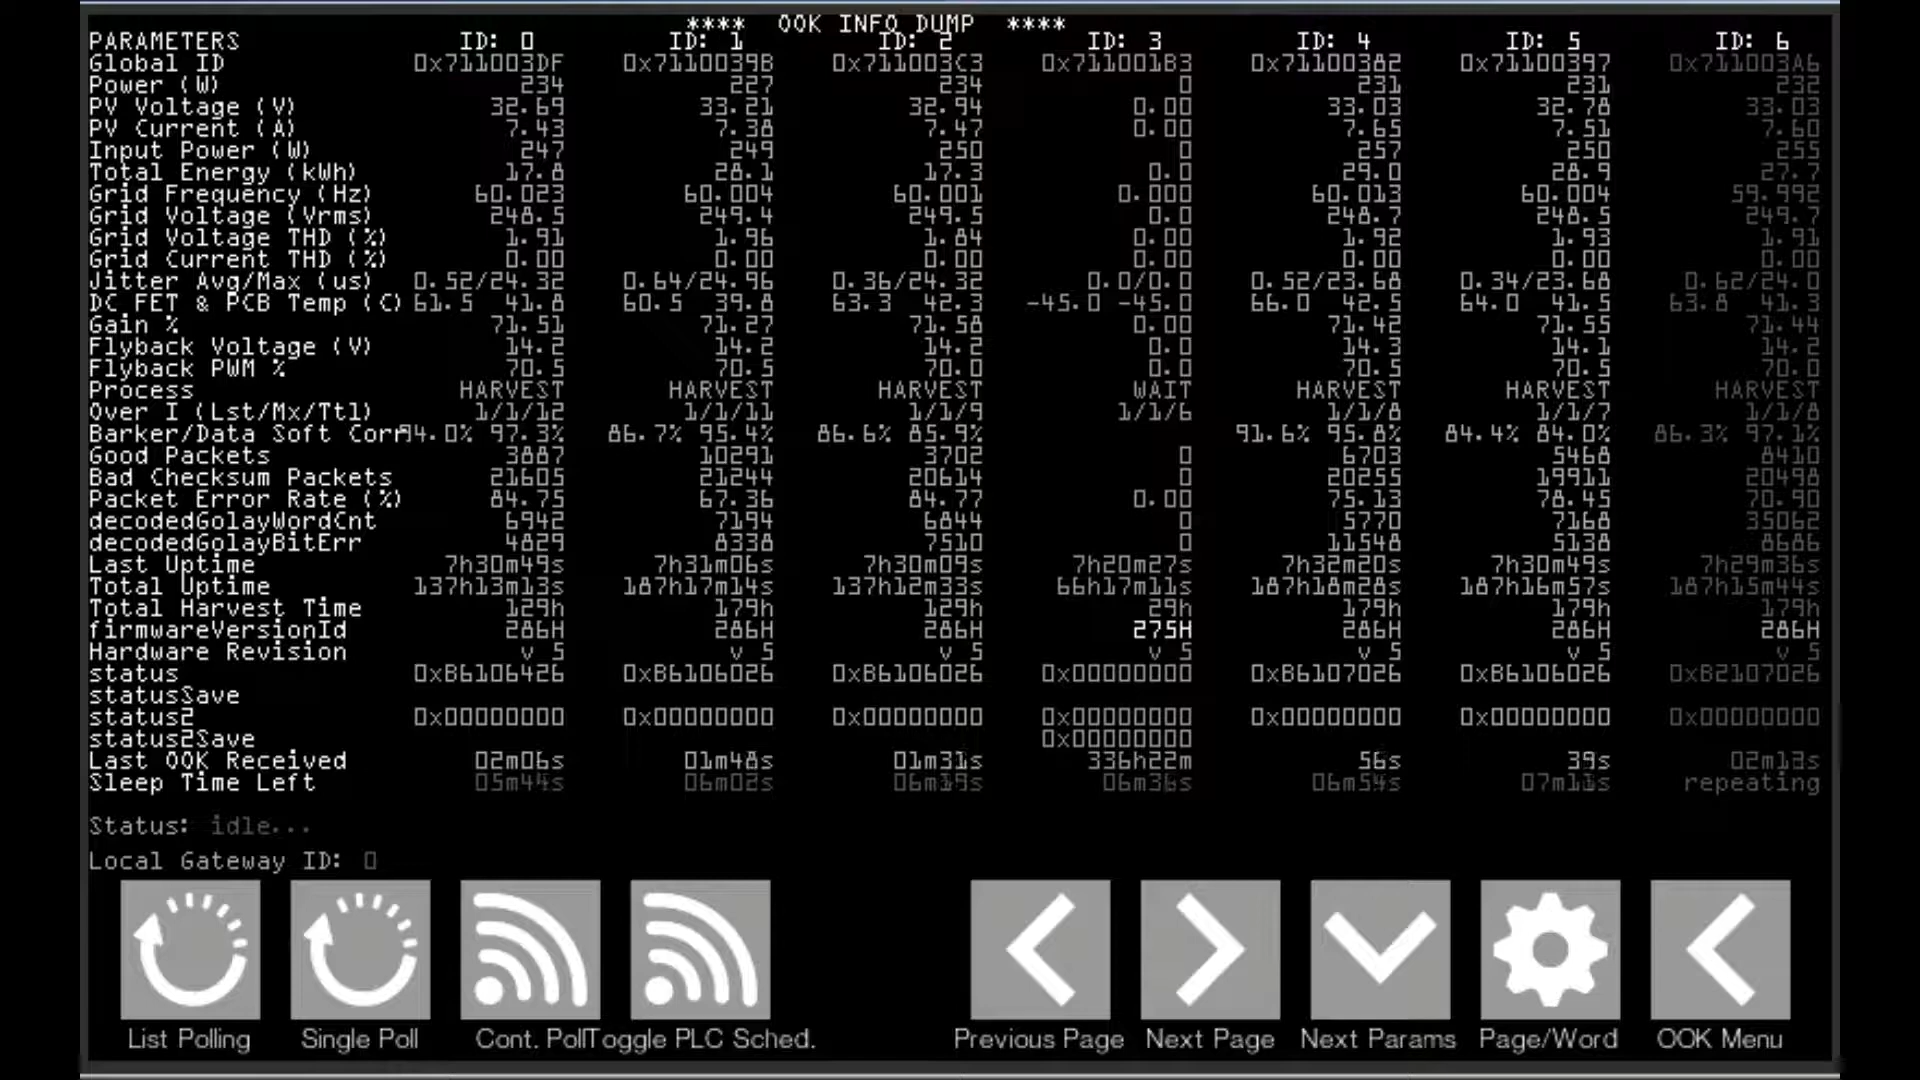 **** OOK INFO DUMP ****
PARAMETERS ID: 0 ID: 1 ID: 2 ID: 3 ID: 4 ID: 5 ID: 6
Global ID 0x711003DF 0x7110039B 0x711003C3 0x711001B3 0x71100382 0x71100397 0x711003A6
Power (W) 234 227 234 0 231 231 232
PV Voltage (V) 32.69 33.21 32.94 0.00 33.03 32.78 33.03
PV Current (A) 7.43 7.38 7.47 0.00 7.65 7.51 7.60
Input Power (W) 247 249 250 0 257 250 255
Total Energy (kWh) 17.8 28.1 17.3 0.0 29.0 28.9 27.7
Grid Frequency (Hz) 60.023 60.004 60.001 0.000 60.013 60.004 59.992
Grid Voltage (Vrms) 248.5 249.4 249.5 0.0 248.7 248.5 249.7
Grid Voltage THD (%) 1.91 1.96 1.84 0.00 1.92 1.93 1.91
Grid Current THD (%) 0.00 0.00 0.00 0.00 0.00 0.00 0.00
Jitter Avg/Max (us) 0.52/24.32 0.64/24.96 0.36/24.32 0.0/0.00 0.52/23.68 0.34/23.68 0.62/24.0
DC FET & PCB Temp (C) 61.5 41.8 60.5 39.8 63.3 42.3 -45.0 -45.0 66.0 42.5 64.0 41.5 63.8 41.3
Gain % 71.51 71.27 71.58 0.00 71.42 71.55 71.44
Flyback Voltage (V) 14.2 14.2 14.2 0.0 14.3 14.1 14.2
Flyback PWM % 70.5 70.5 70.0 0.0 70.5 70.5 70.0
Process HARVEST HARVEST HARVEST WAIT HARVEST HARVEST HARVEST
Over I (Lst/Mx/Ttl) 1/1/12 1/1/11 1/1/9 1/1/6 1/1/8 1/1/7 1/1/8
Barker/Data Soft Corr 94.0% 97.3% 86.7% 95.4% 86.6% 85.9% 91.6% 95.8% 84.4% 84.0% 86.3% 97.1%
Good Packets 3887 10291 3702 0 6703 5468 8410
Bad Checksum Packets 21605 21244 20614 0 20255 19911 20498
Packet Error Rate (%) 84.75 67.36 84.77 0.00 75.13 78.45 70.90
decodedGolayWordCnt 6942 7194 6844 0 5770 7168 35062
decodedGolayBitErr 4829 8338 7510 0 11548 5138 8686
Last Uptime 7h30m49s 7h31m06s 7h30m09s 7h20m27s 7h32m20s 7h30m49s 7h29m36s
Total Uptime 137h13m13s 187h17m14s 137h12m33s 66h17m11s 187h18m28s 187h16m57s 187h15m44s
Total Harvest Time 129h 179h 129h 29h 179h 179h 179h
firmwareVersionId 286H 286H 286H 275H 286H 286H 286H
Hardware Revision v 5 v 5 v 5 v 5 v 5 v 5 v 5
status 0xB6106426 0xB6106026 0xB6106026 0x00000000 0xB6107026 0xB6106026 0xB2107026
statusSave
status2 0x00000000 0x00000000 0x00000000 0x00000000 0x00000000 0x00000000 0x00000000
status2Save 0x00000000
Last OOK Received 02m06s 01m48s 01m31s 336h22m 56s 39s 02m13s
Sleep Time Left 05m44s 06m02s 06m19s 06m36s 06m54s 07m11s repeating
Status: idle...
Local Gateway ID: 0
List Polling Single Poll Cont. Poll Toggle PLC Sched. Previous Page Next Page Next Params Page/Word OOK Menu